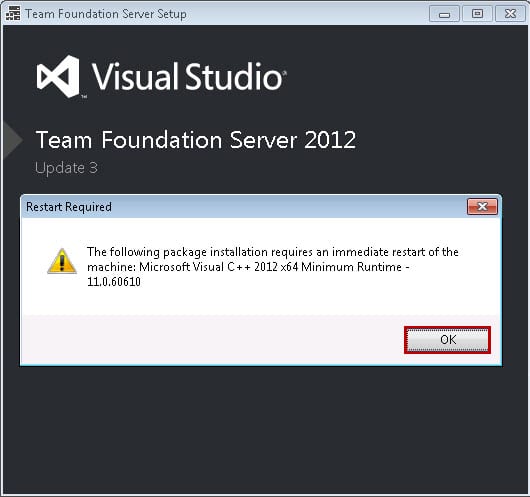 Team Foundation Server Setup
Visual Studio®
™
Team Foundation Server 2012
Update 3
Restart Required
The following package installation requires an immediate restart of the
machine: Microsoft Visual C++ 2012 x64 Minimum Runtime -
11.0.60610
OK